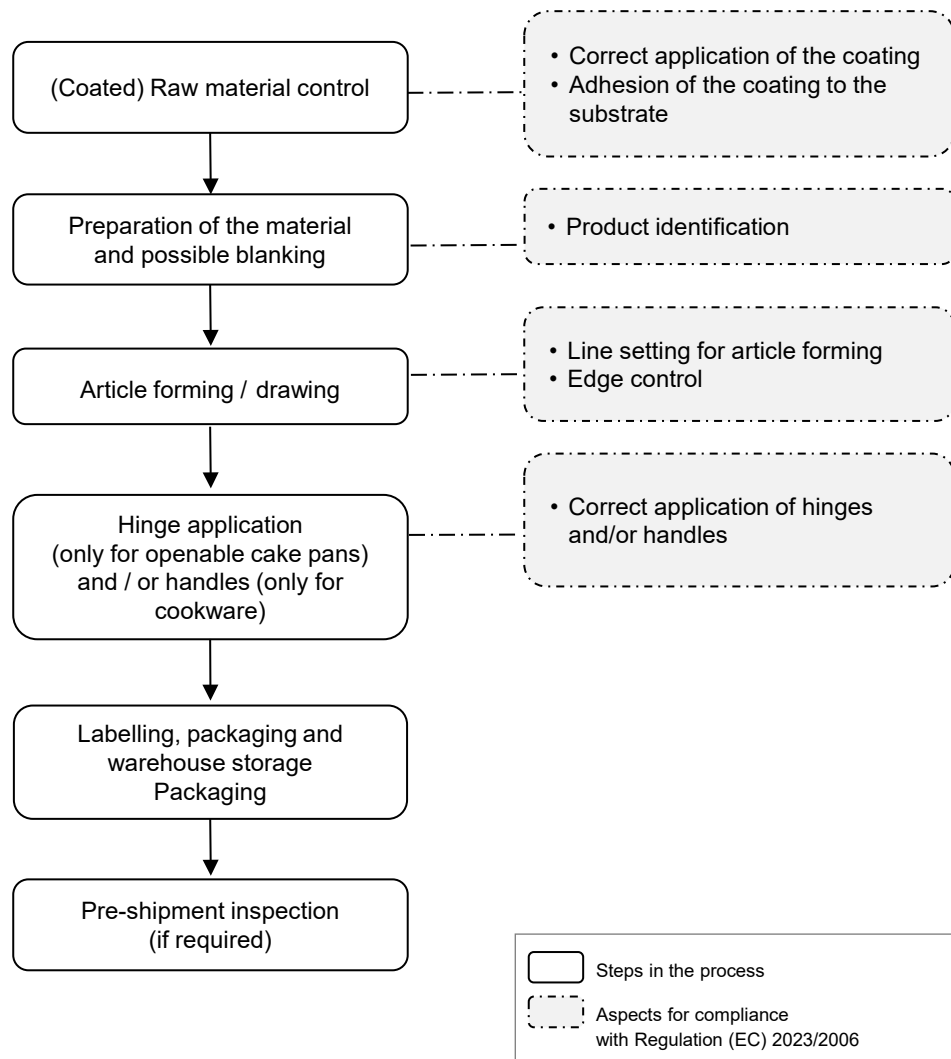 (Coated) Raw material control
• Correct application of the coating
• Adhesion of the coating to the
substrate
Preparation of the material
and possible blanking
• Product identification
Article forming / drawing
• Line setting for article forming
• Edge control
Hinge application
(only for openable cake pans)
and / or handles (only for
cookware)
• Correct application of hinges
and/or handles
Labelling, packaging and
warehouse storage
Packaging
Pre-shipment inspection
(if required)
Steps in the process
Aspects for compliance
with Regulation (EC) 2023/2006